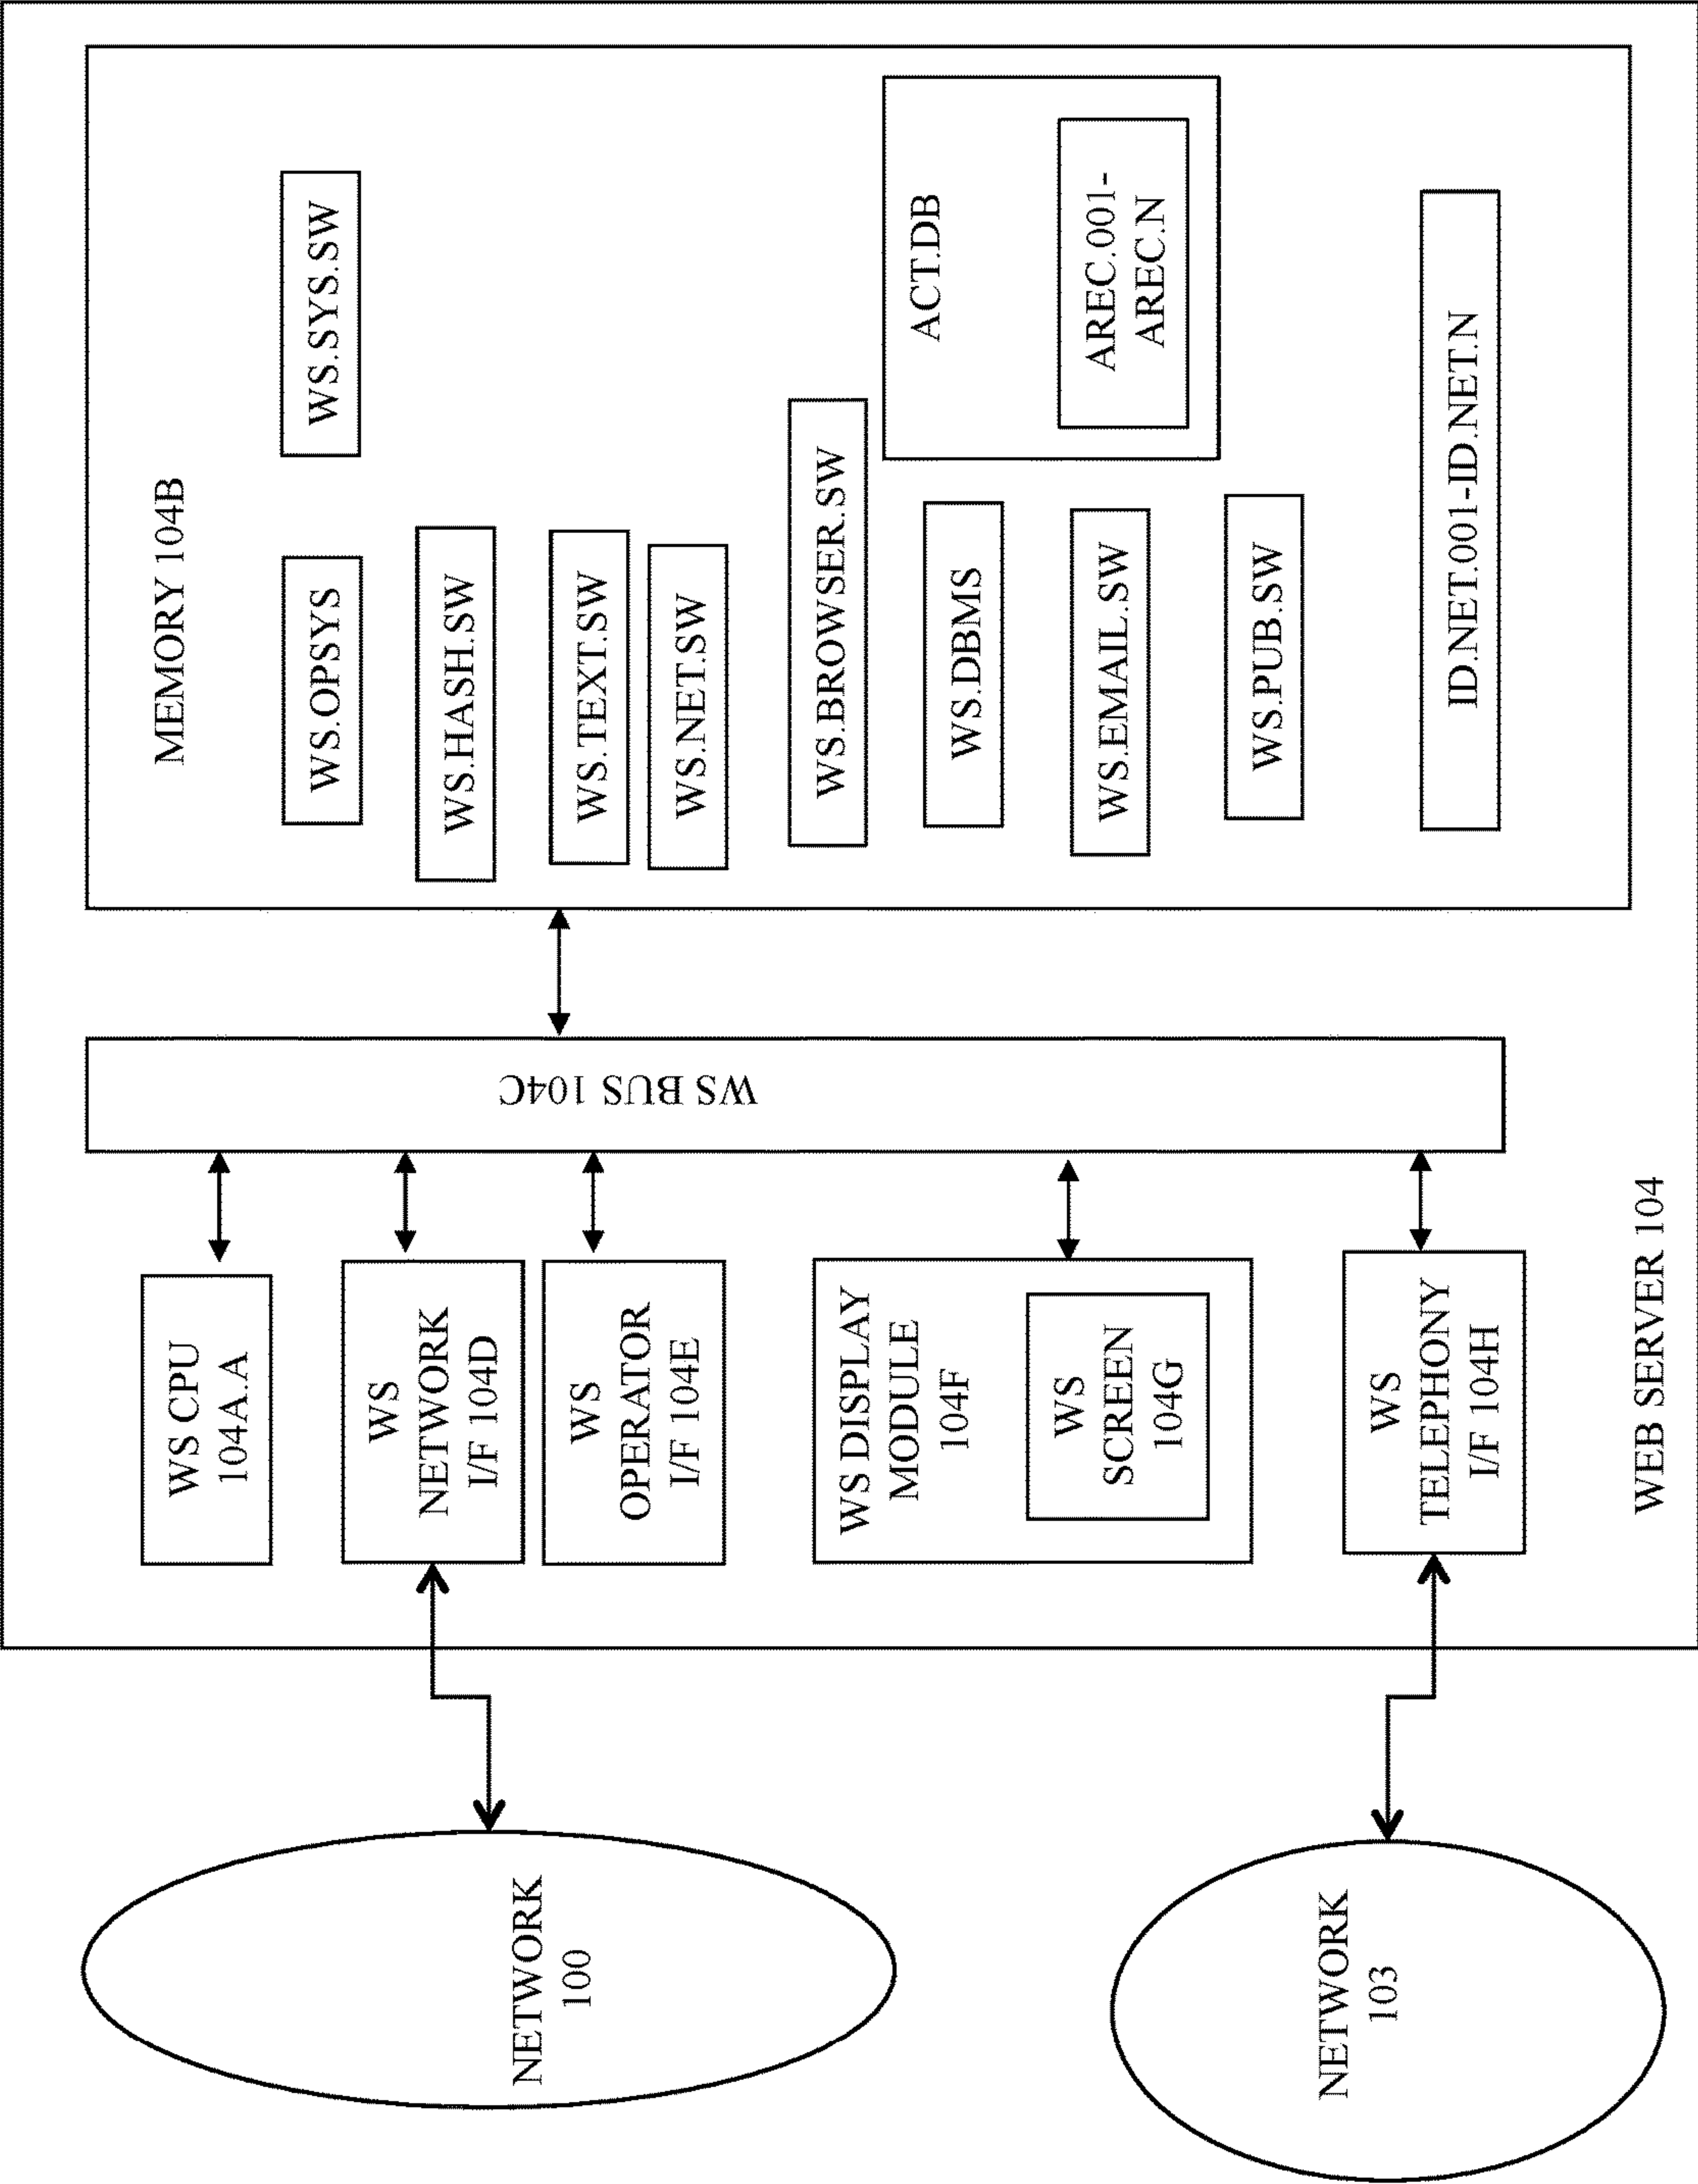 MEMORY 104B
WS.OPSYS
WS.SYS.SW
WS.HASH.SW
WS.TEXT.SW
WS.NET.SW
WS.BROWSER.SW
WS.DBMS
ACT.DB
AREC.001-
AREC.N
WS.EMAIL.SW
WS.PUB.SW
ID.NET.001-ID.NET.N
WS BUS 104C
WS CPU
104A.A
WS
NETWORK
I/F 104D
WS
OPERATOR
I/F 104E
WS DISPLAY
MODULE
104F
WS
SCREEN
104G
WS
TELEPHONY
I/F 104H
WEB SERVER 104
NETWORK
100
NETWORK
103